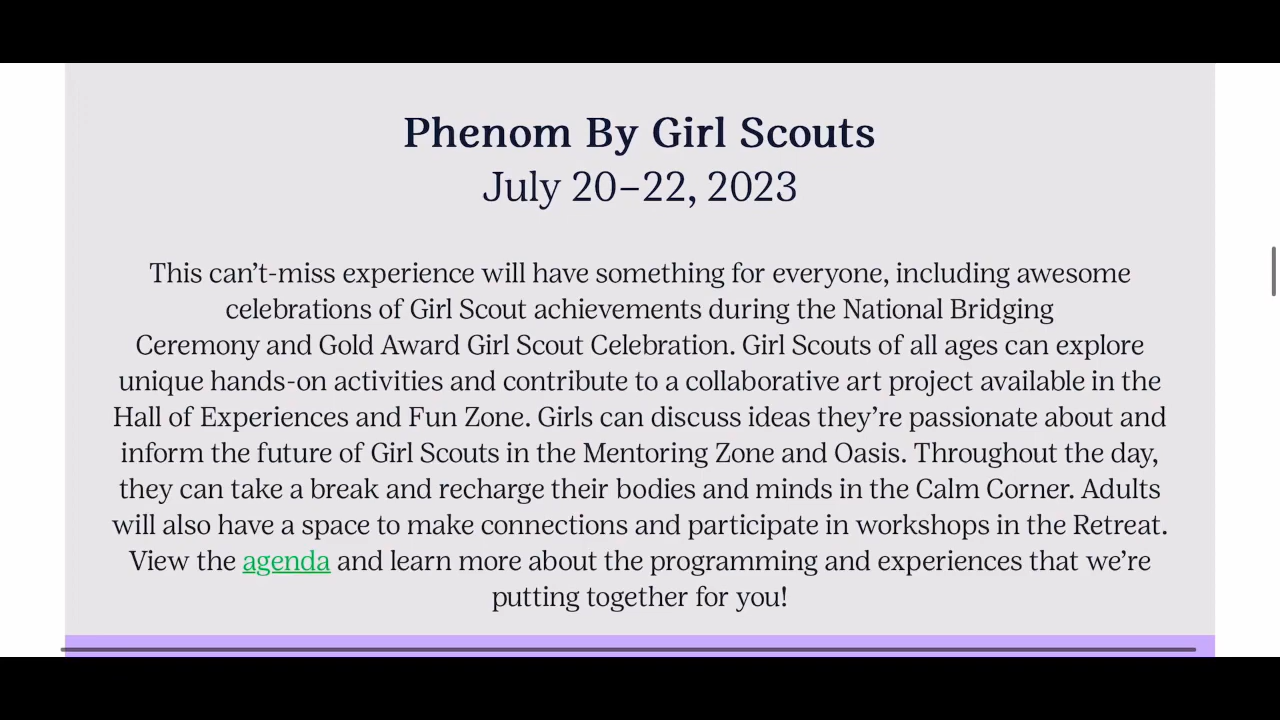 Phenom By Girl Scouts
July 20–22, 2023
This can’t-miss experience will have something for everyone, including awesome
celebrations of Girl Scout achievements during the National Bridging
Ceremony and Gold Award Girl Scout Celebration. Girl Scouts of all ages can explore
unique hands-on activities and contribute to a collaborative art project available in the
Hall of Experiences and Fun Zone. Girls can discuss ideas they’re passionate about and
inform the future of Girl Scouts in the Mentoring Zone and Oasis. Throughout the day,
they can take a break and recharge their bodies and minds in the Calm Corner. Adults
will also have a space to make connections and participate in workshops in the Retreat.
View the agenda and learn more about the programming and experiences that we’re
putting together for you!